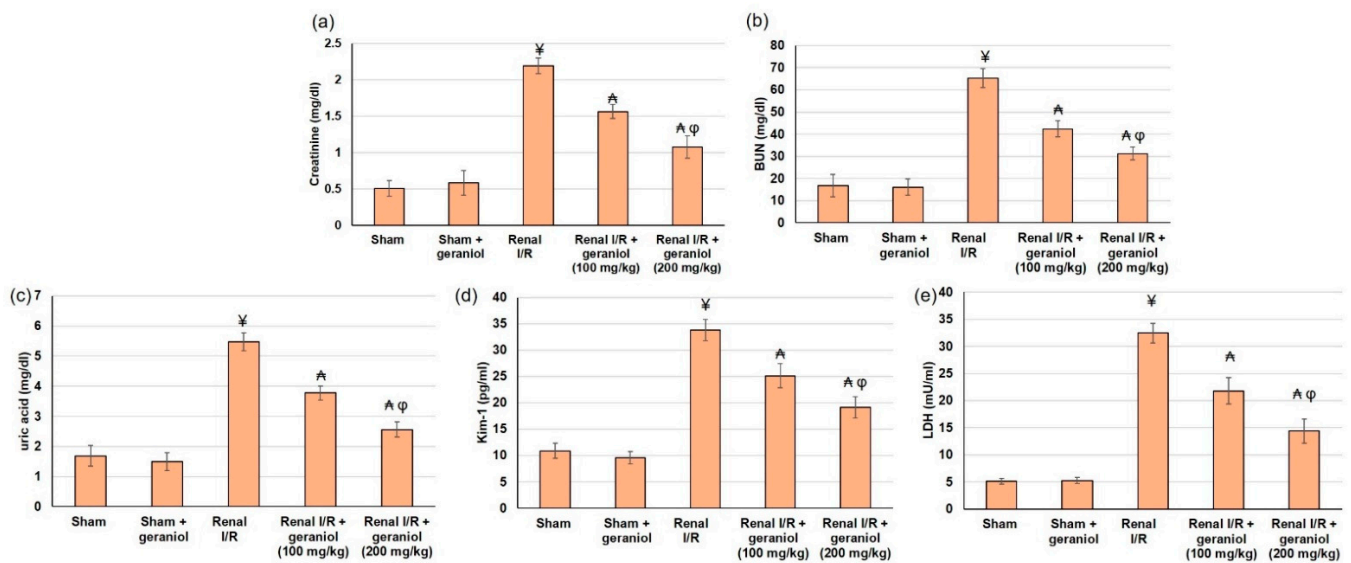 (a)
Creatinine (mg/dl)
2.5
2
1.5
1
0.5
0
¥
₳
₳ φ
Sham
Sham +
geraniol
Renal
I/R
Renal I/R +
geraniol
(100 mg/kg)
Renal I/R +
geraniol
(200 mg/kg)
(b)
BUN (mg/dl)
80
70
60
50
40
30
20
10
0
¥
₳
₳ φ
Sham
Sham +
geraniol
Renal
I/R
Renal I/R +
geraniol
(100 mg/kg)
Renal I/R +
geraniol
(200 mg/kg)
(c)
uric acid (mg/dl)
7
6
5
4
3
2
1
0
¥
₳
₳ φ
Sham
Sham +
geraniol
Renal
I/R
Renal I/R +
geraniol
(100 mg/kg)
Renal I/R +
geraniol
(200 mg/kg)
(d)
Kim-1 (pg/ml)
40
35
30
25
20
15
10
5
0
¥
₳
₳ φ
Sham
Sham +
geraniol
Renal
I/R
Renal I/R +
geraniol
(100 mg/kg)
Renal I/R +
geraniol
(200 mg/kg)
(e)
LDH (mU/ml)
40
35
30
25
20
15
10
5
0
¥
₳
₳ φ
Sham
Sham +
geraniol
Renal
I/R
Renal I/R +
geraniol
(100 mg/kg)
Renal I/R +
geraniol
(200 mg/kg)